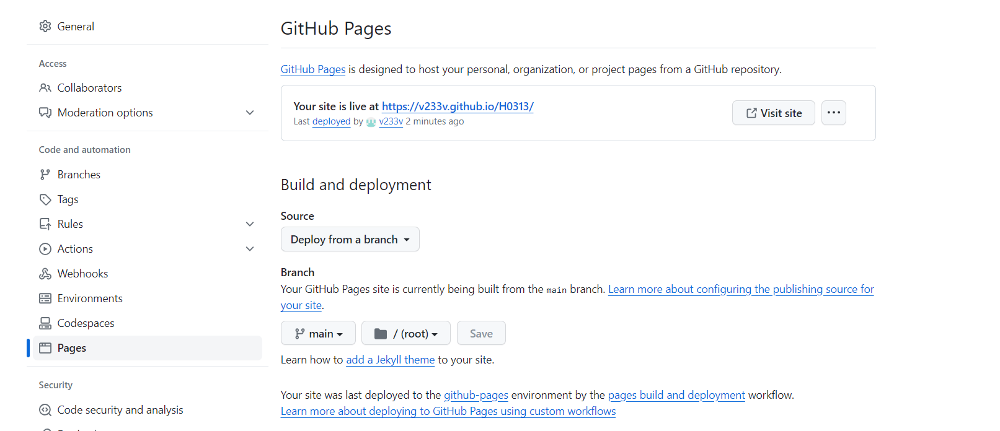 General
Access
Collaborators
Moderation options
Code and automation
Branches
Tags
Rules
Actions
Webhooks
Environments
Codespaces
Pages
Security
Code security and analysis
GitHub Pages
GitHub Pages is designed to host your personal, organization, or project pages from a GitHub repository.
Your site is live at https://v233v.github.io/H0313/
Last deployed by v233v 2 minutes ago
Visit site
Build and deployment
Source
Deploy from a branch
Branch
Your GitHub Pages site is currently being built from the main branch. Learn more about configuring the publishing source for
your site.
main
/ (root)
Save
Learn how to add a Jekyll theme to your site.
Your site was last deployed to the github-pages environment by the pages build and deployment workflow.
Learn more about deploying to GitHub Pages using custom workflows